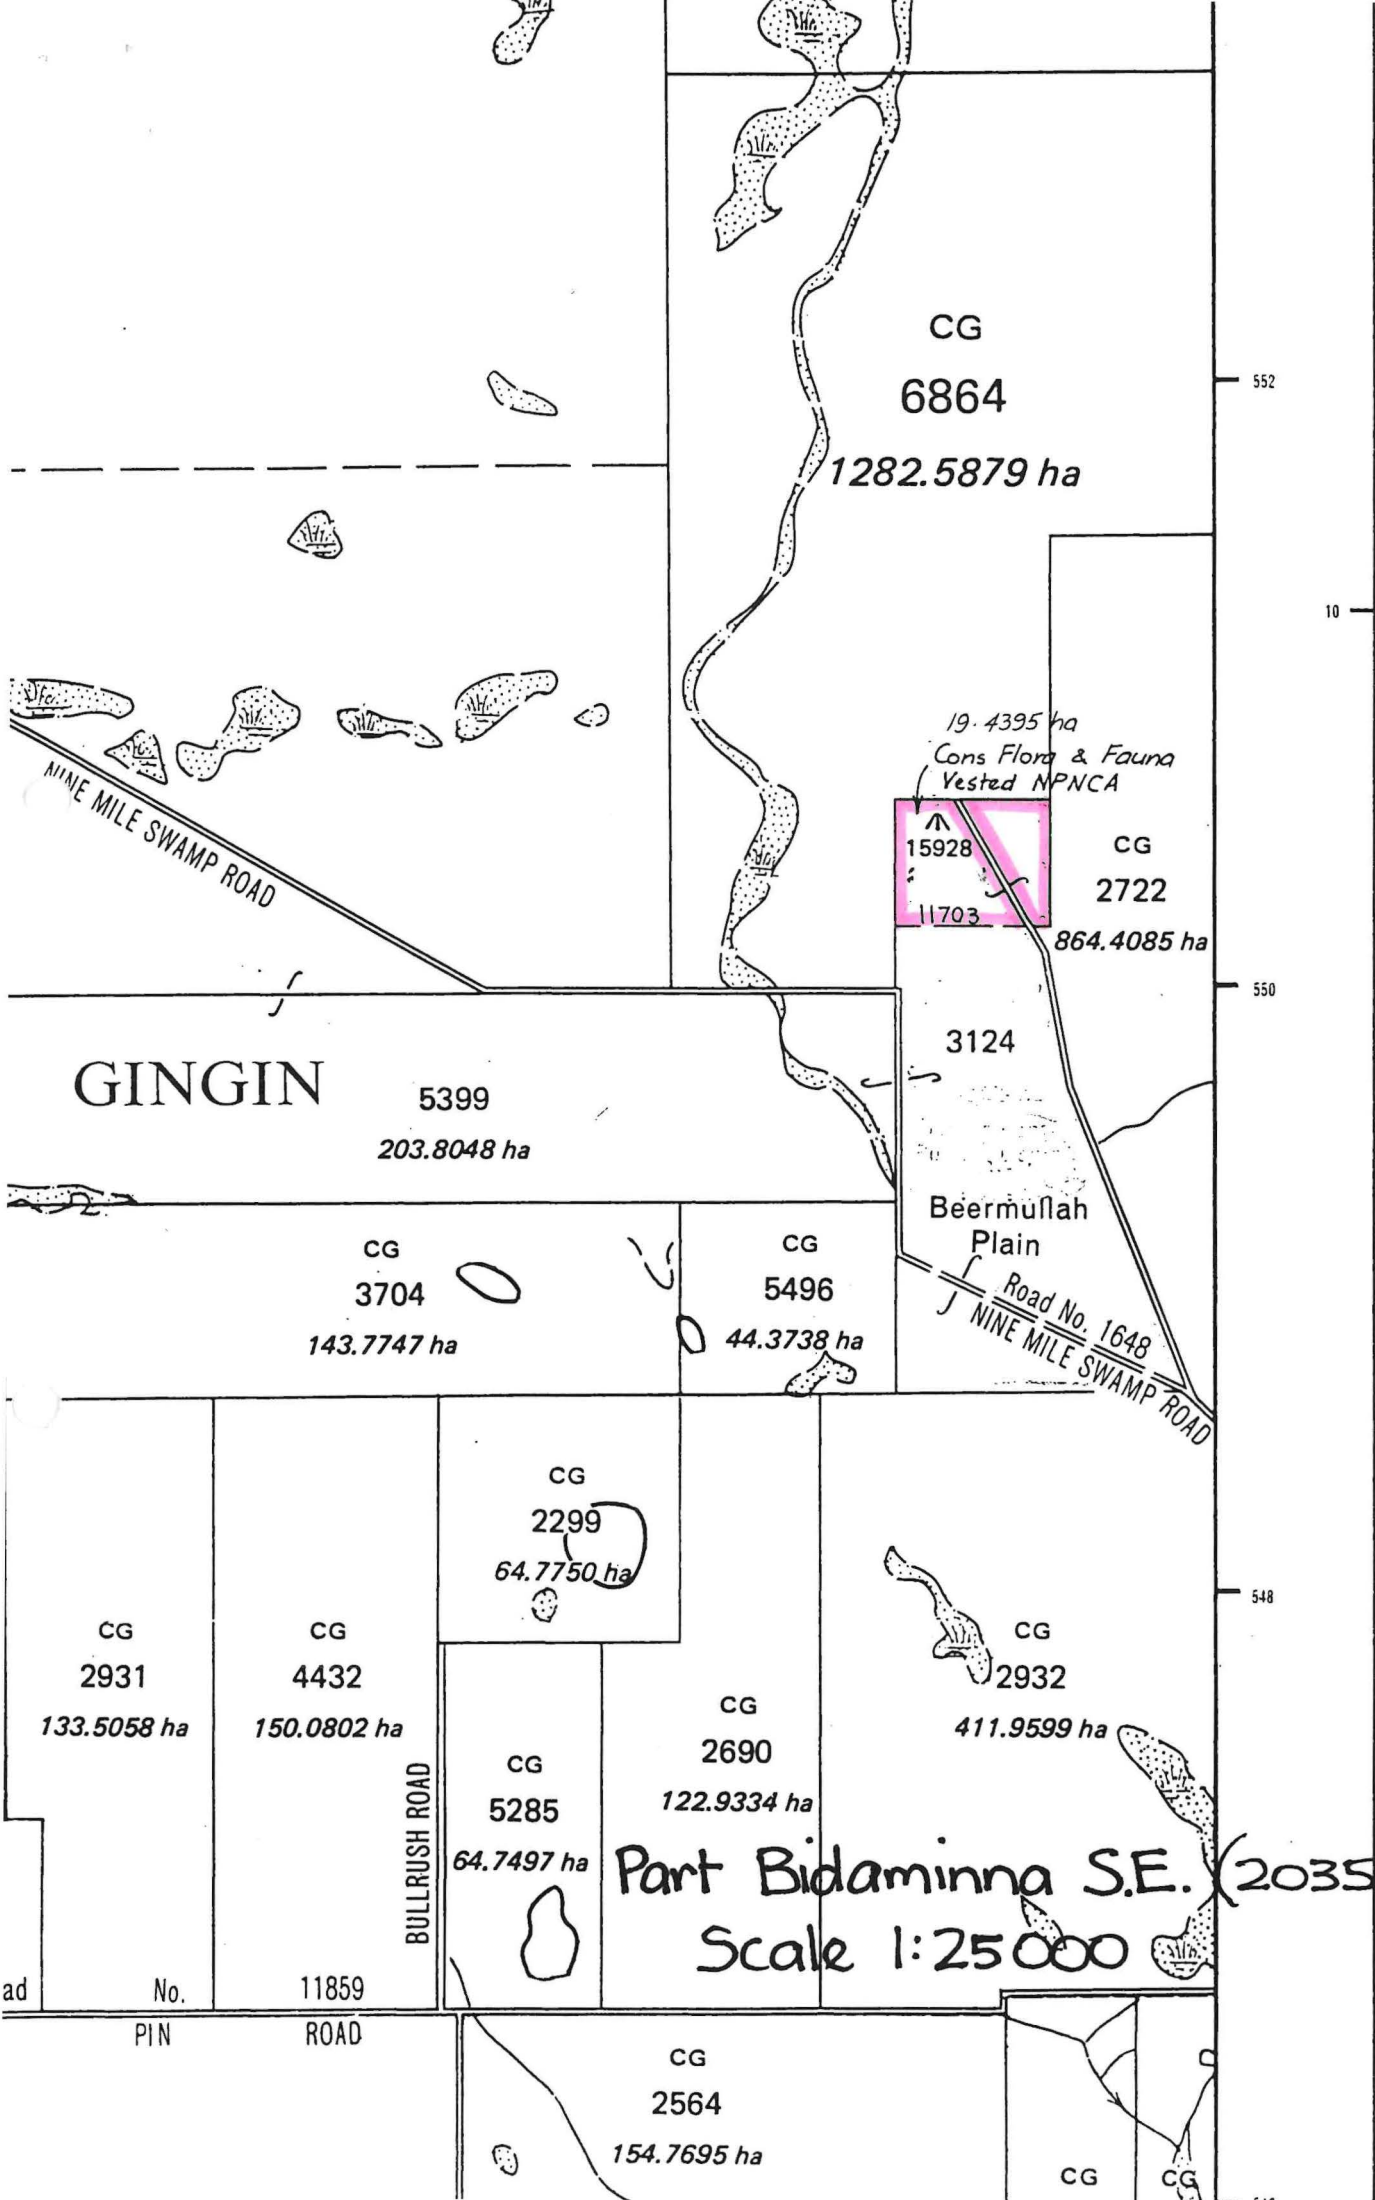 CG
6864
1282.5879 ha
552
10
19.4395 ha
Cons Flora & Fauna
Vested NPNCA
15928
11703
CG
2722
864.4085 ha
NINE MILE SWAMP ROAD
550
3124
GINGIN
5399
203.8048 ha
Beermullah
Plain
Road No. 1648
NINE MILE SWAMP ROAD
CG
3704
143.7747 ha
CG
5496
44.3738 ha
CG
2299
64.7750 ha
548
CG
2931
133.5058 ha
CG
4432
150.0802 ha
BULLRUSH ROAD
CG
5285
64.7497 ha
CG
2690
122.9334 ha
CG
2932
411.9599 ha
Part Bidaminna S.E. (2035
Scale 1:25000
ad No. 11859
PIN ROAD
CG
2564
154.7695 ha
CG
CG